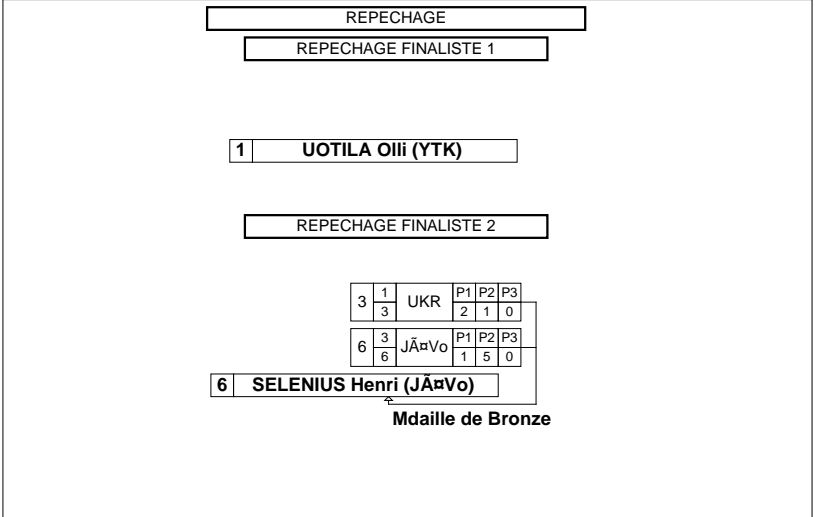 REPECHAGE
REPECHAGE FINALISTE 1
1 UOTILA Olli (YTK)
REPECHAGE FINALISTE 2
3 1 UKR P1 P2 P3
3 2 1 0
6 3 JÃ¤Vo P1 P2 P3
6 1 5 0
6 SELENIUS Henri (JÃ¤Vo)
Mdaille de Bronze